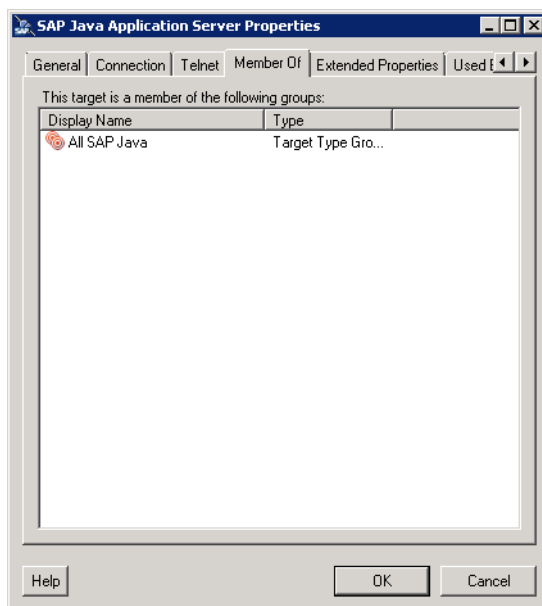 SAP Java Application Server Properties
General Connection Telnet Member Of Extended Properties Used
This target is a member of the following groups:
Display Name Type
All SAP Java Target Type Gro...
Help OK Cancel